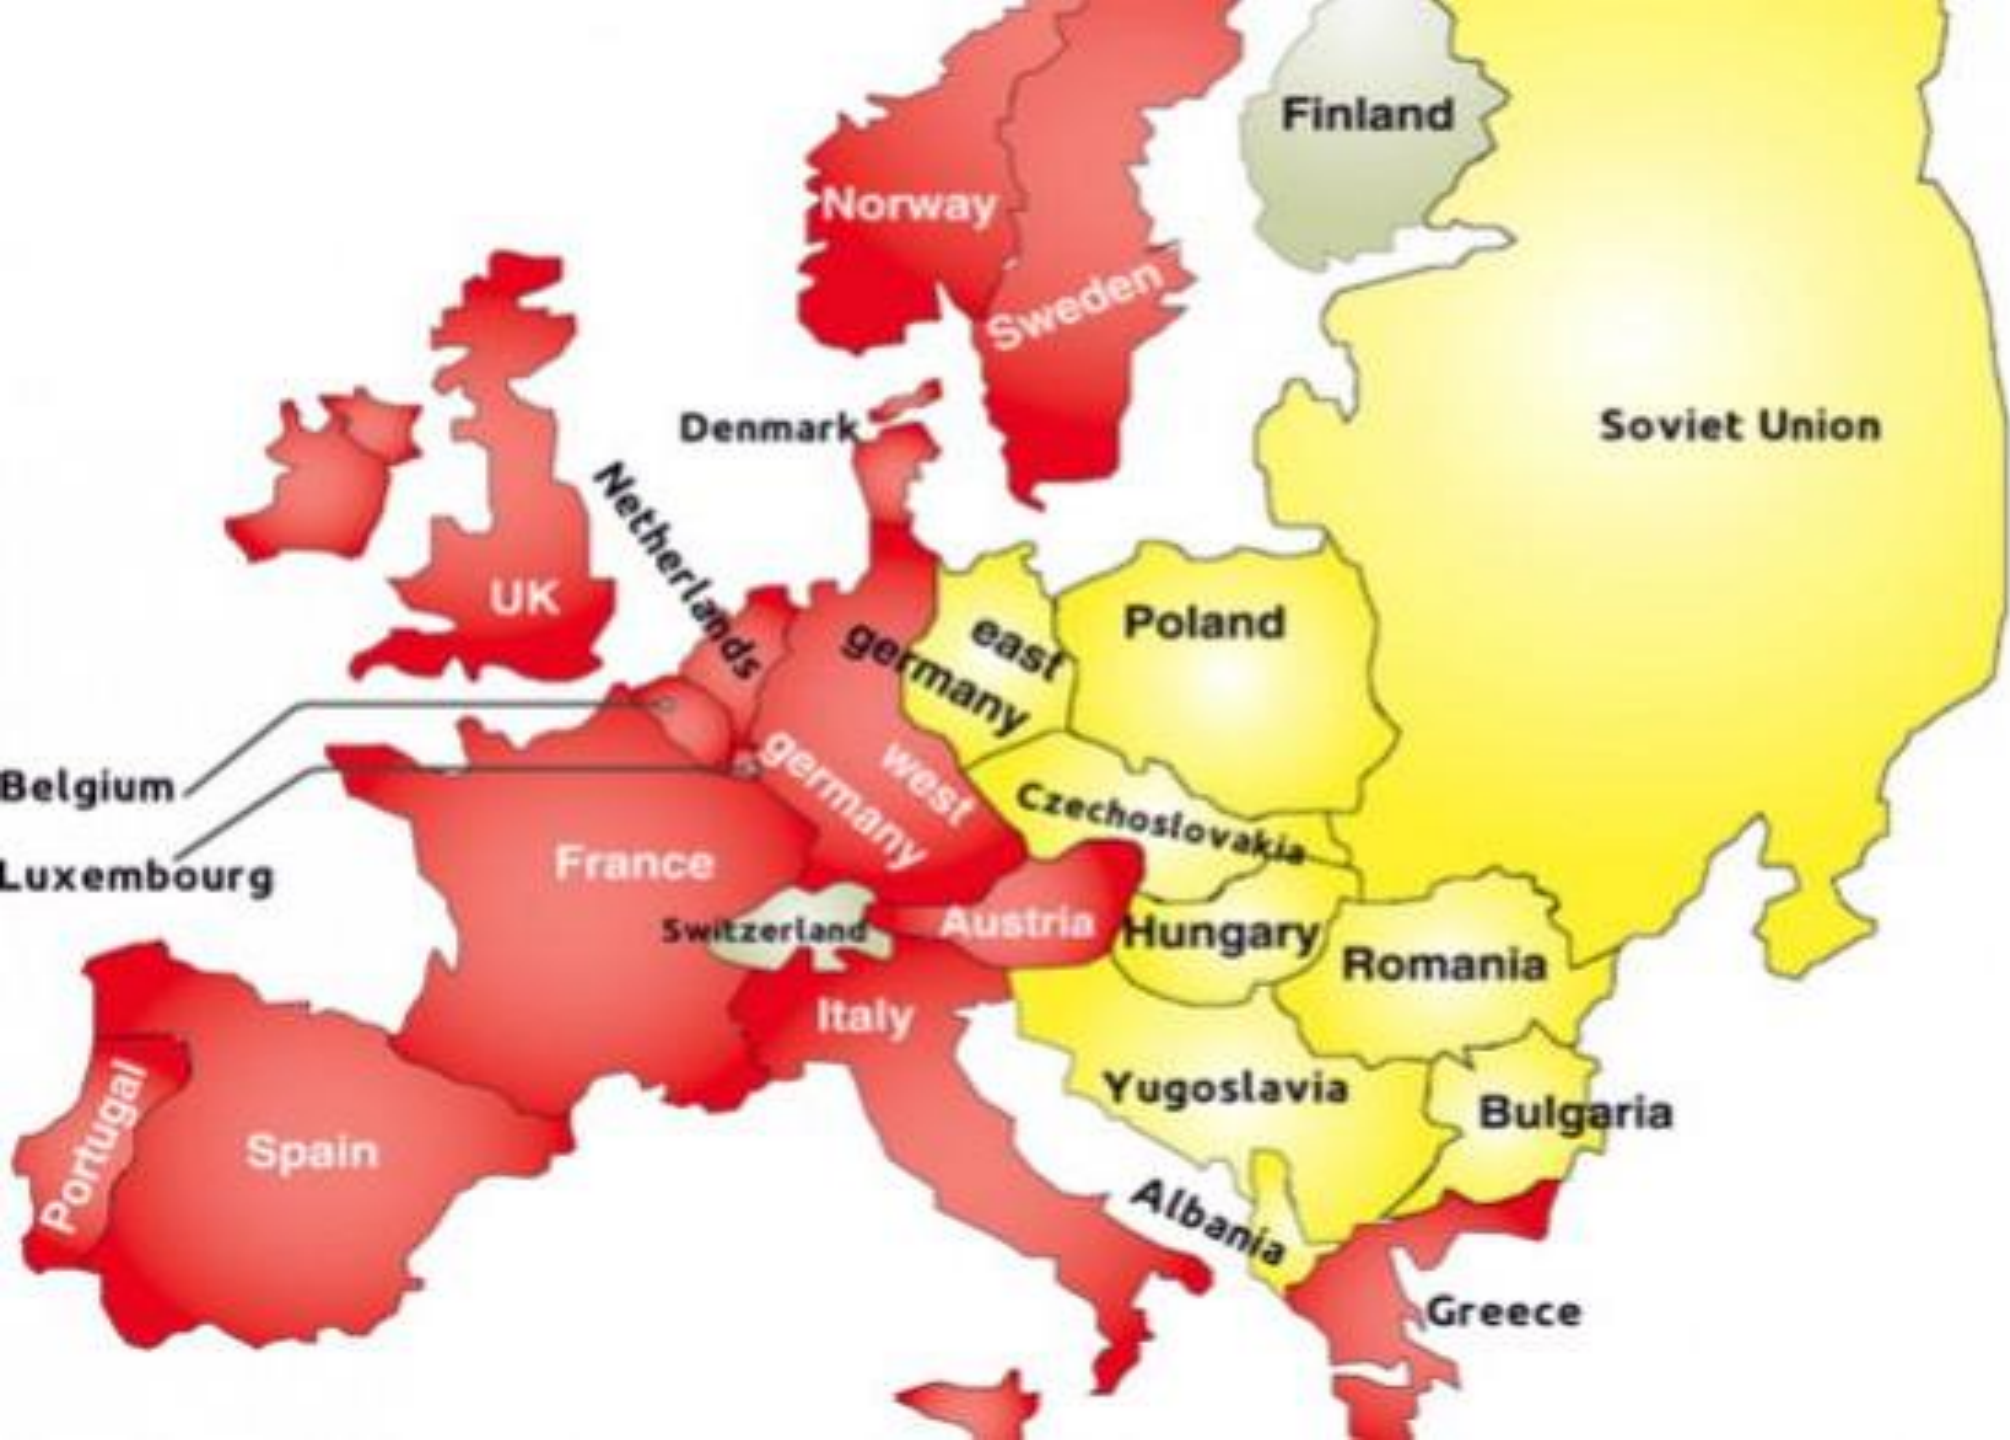 Finland
Norway
Sweden
Soviet Union
Denmark
Netherlands
UK
east
germany
Poland
west
germany
Belgium
Luxembourg
Czechoslovakia
France
Switzerland
Austria
Hungary
Romania
Italy
Portugal
Spain
Yugoslavia
Bulgaria
Albania
Greece